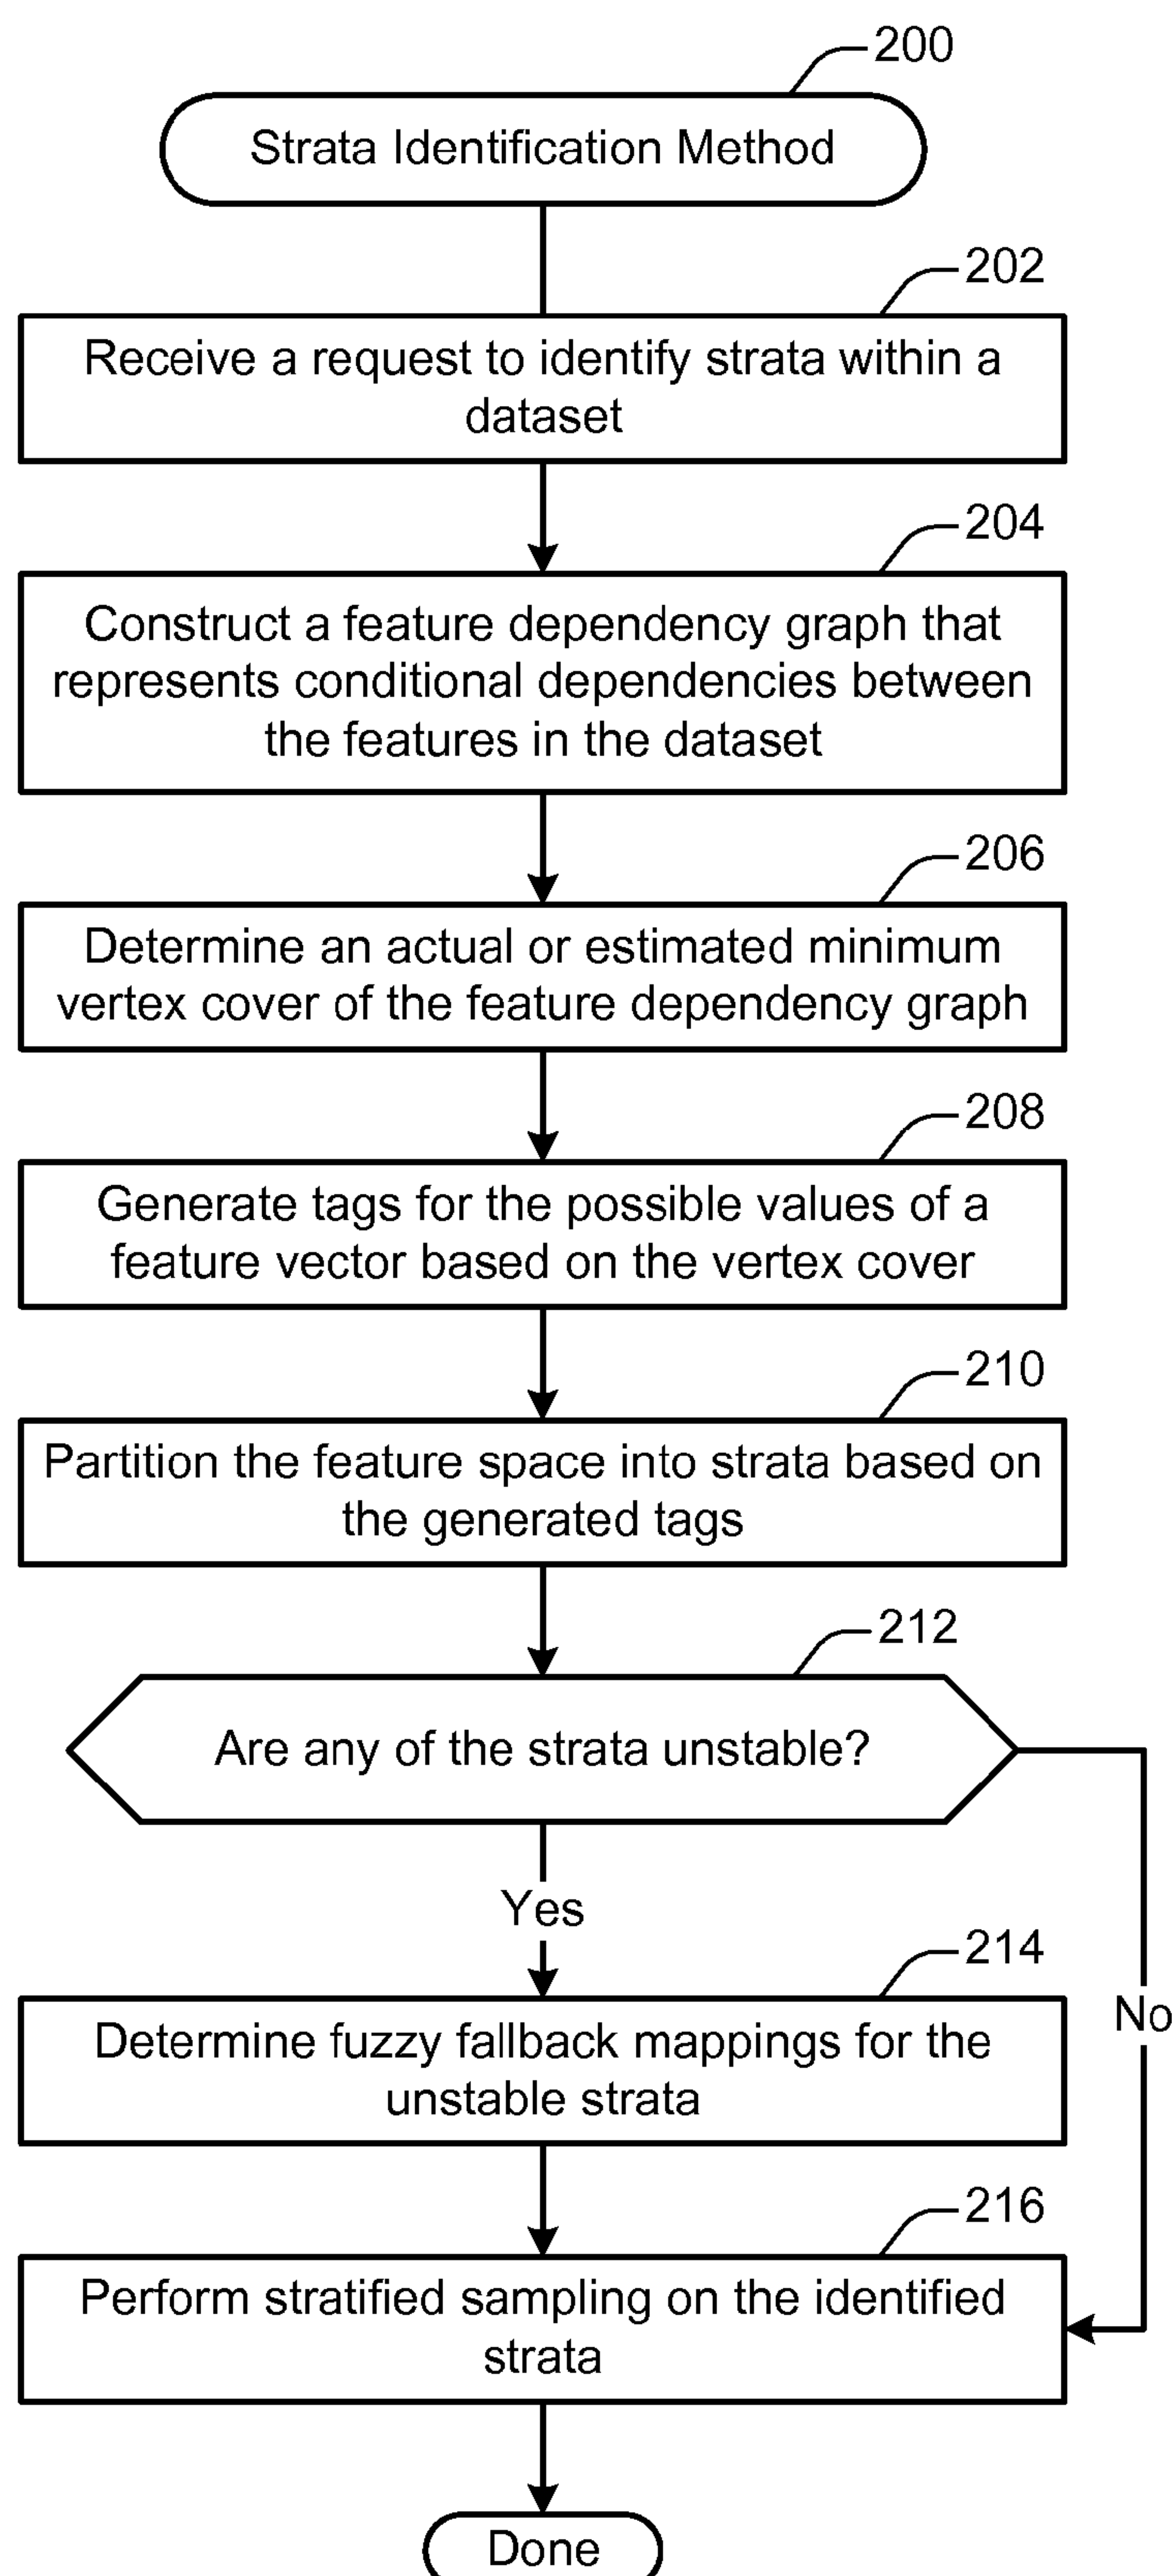 200
Strata Identification Method
202
Receive a request to identify strata within a
dataset
204
Construct a feature dependency graph that
represents conditional dependencies between
the features in the dataset
206
Determine an actual or estimated minimum
vertex cover of the feature dependency graph
208
Generate tags for the possible values of a
feature vector based on the vertex cover
210
Partition the feature space into strata based on
the generated tags
212
Are any of the strata unstable?
Yes
No
214
Determine fuzzy fallback mappings for the
unstable strata
216
Perform stratified sampling on the identified
strata
Done